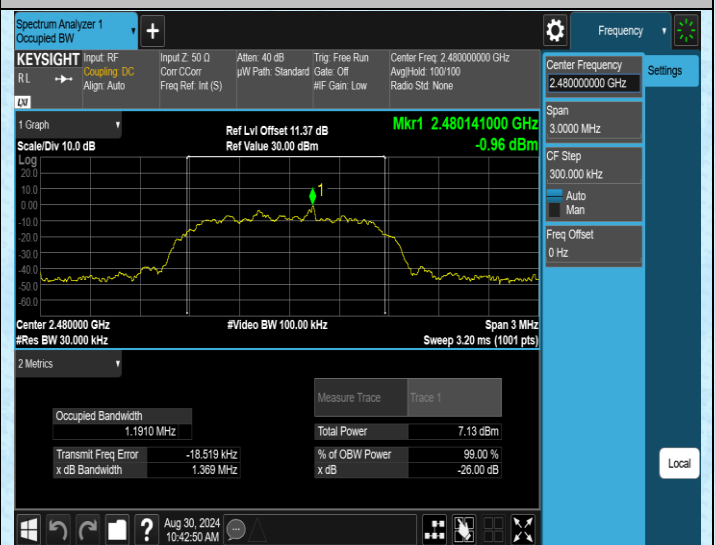 Spectrum Analyzer 1
Occupied BW
Frequency
KEYSIGHT
RL
LXI
Input: RF
Coupling: DC
Align: Auto
Input Z: 50 Ω
Corr CCorr
Freq Ref: Int (S)
Atten: 40 dB
µW Path: Standard
Trig: Free Run
Gate: Off
#IF Gain: Low
Center Freq: 2.480000000 GHz
Avg|Hold: 100/100
Radio Std: None
Center Frequency
2.480000000 GHz
Settings
Span
3.0000 MHz
CF Step
300.000 kHz
Auto
Man
Freq Offset
0 Hz
1 Graph
Scale/Div 10.0 dB
Ref Lvl Offset 11.37 dB
Ref Value 30.00 dBm
Mkr1 2.480141000 GHz
-0.96 dBm
Log
20.0
10.0
0.00
-10.0
-20.0
-30.0
-40.0
-50.0
-60.0
1
Center 2.480000 GHz
#Res BW 30.000 kHz
#Video BW 100.00 kHz
Span 3 MHz
Sweep 3.20 ms (1001 pts)
2 Metrics
Measure Trace
Trace 1
Occupied Bandwidth
1.1910 MHz
Total Power
7.13 dBm
Transmit Freq Error
-18.519 kHz
% of OBW Power
99.00 %
x dB Bandwidth
1.369 MHz
x dB
-26.00 dB
Local
?
Aug 30, 2024
10:42:50 AM